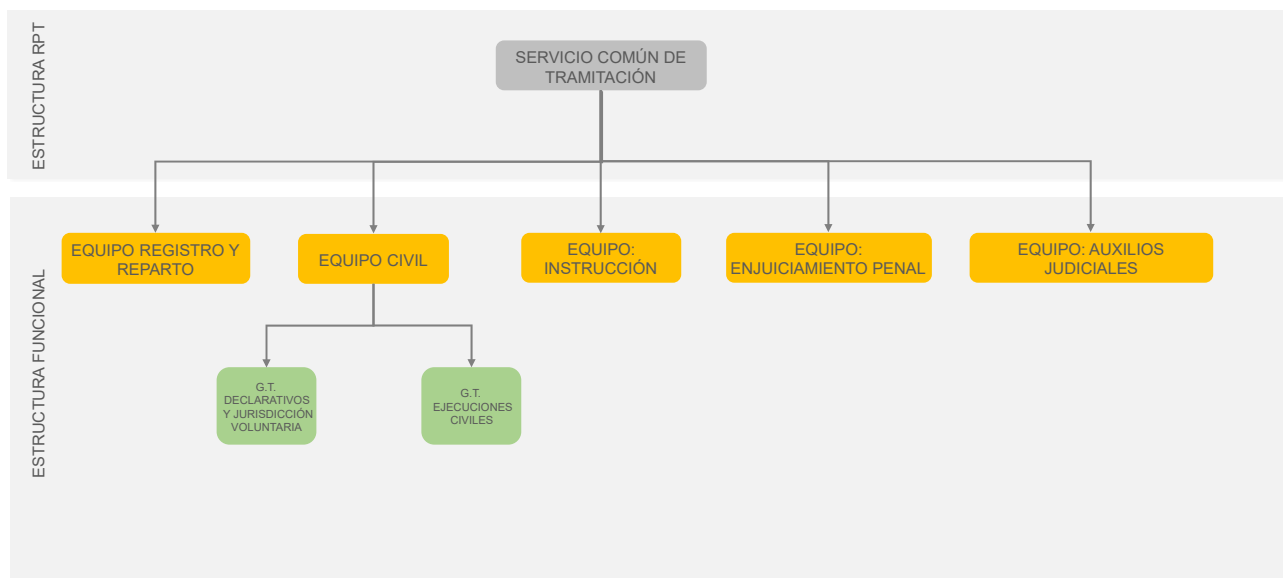 ESTRUCTURA RPT
SERVICIO COMÚN DE
TRAMITACIÓN
ESTRUCTURA FUNCIONAL
EQUIPO REGISTRO Y
REPARTO
EQUIPO CIVIL
EQUIPO:
INSTRUCCIÓN
EQUIPO:
ENJUICIAMIENTO PENAL
EQUIPO: AUXILIOS
JUDICIALES
G.T.
DECLARATIVOS
Y JURISDICCIÓN
VOLUNTARIA
G.T.
EJECUCIONES
CIVILES